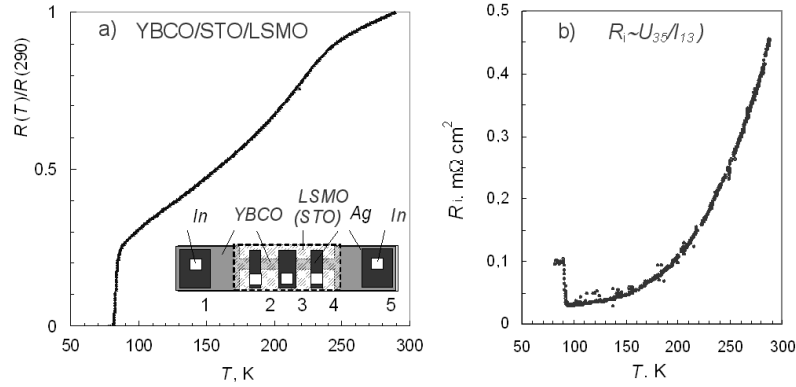 a) YBCO/STO/LSMO
R(T)/R(290)
1
0.5
0
50
100
150
200
250
300
T, K
In
YBCO
LSMO
(STO)
Ag
In
1
2
3
4
5
b) Ri~U35/I13)
Ri. mΩ cm2
0.5
0.4
0.3
0.2
0.1
0
50
100
150
200
250
300
T. K